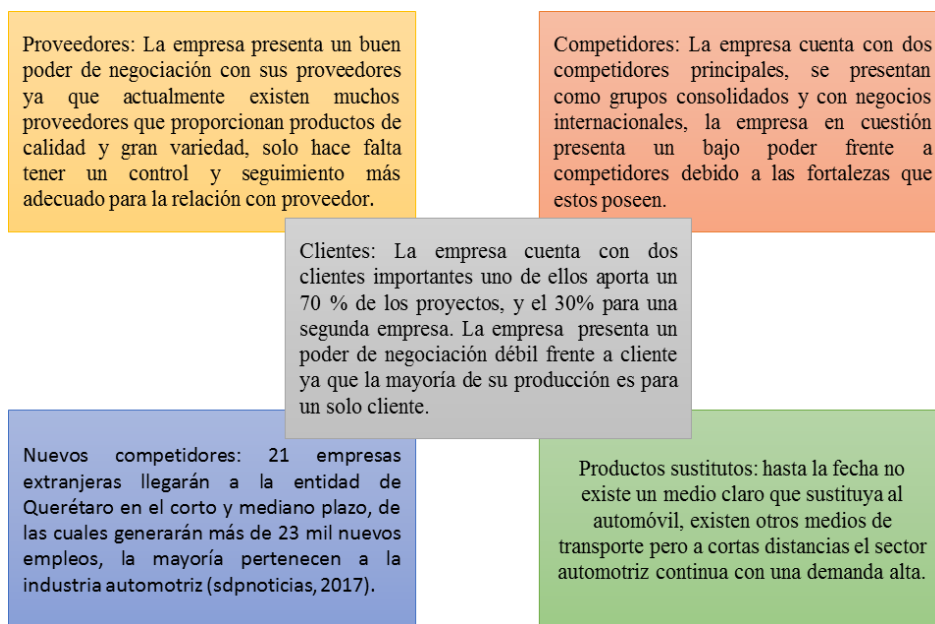 Proveedores: La empresa presenta un buen
poder de negociación con sus proveedores
ya que actualmente existen muchos
proveedores que proporcionan productos de
calidad y gran variedad, solo hace falta
tener un control y seguimiento más
adecuado para la relación con proveedor.
Competidores: La empresa cuenta con dos
competidores principales, se presentan
como grupos consolidados y con negocios
internacionales, la empresa en cuestión
presenta un bajo poder frente a
competidores debido a las fortalezas que
estos poseen.
Clientes: La empresa cuenta con dos
clientes importantes uno de ellos aporta un
70 % de los proyectos, y el 30% para una
segunda empresa. La empresa presenta un
poder de negociación débil frente a cliente
ya que la mayoría de su producción es para
un solo cliente.
Nuevos competidores: 21 empresas
extranjeras llegarán a la entidad de
Querétaro en el corto y mediano plazo, de
las cuales generarán más de 23 mil nuevos
empleos, la mayoría pertenecen a la
industria automotriz (sdpnoticias, 2017).
Productos sustitutos: hasta la fecha no
existe un medio claro que sustituya al
automóvil, existen otros medios de
transporte pero a cortas distancias el sector
automotriz continua con una demanda alta.